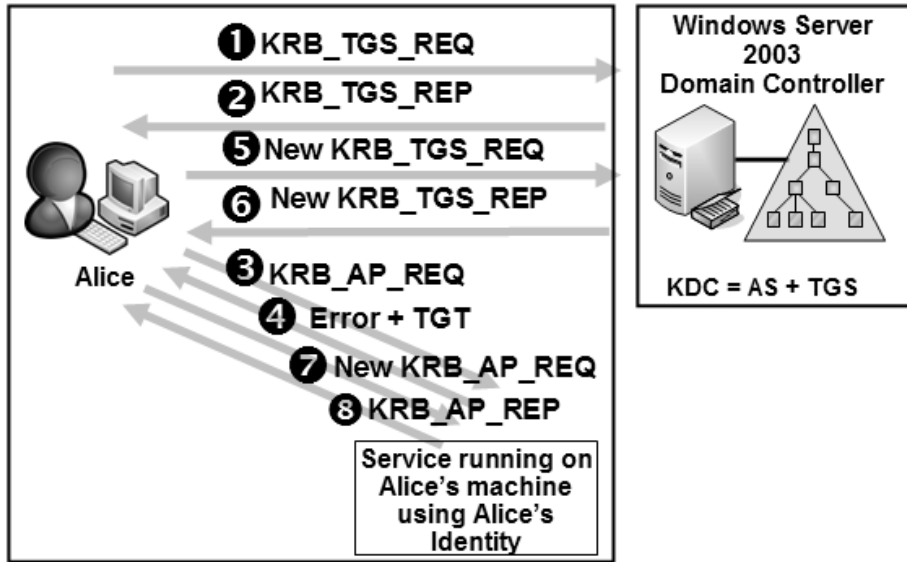 ❶ KRB_TGS_REQ
❷ KRB_TGS_REP
❺ New KRB_TGS_REQ
❻ New KRB_TGS_REP
Alice
❸ KRB_AP_REQ
❹ Error + TGT
❼ New KRB_AP_REQ
❽ KRB_AP_REP
Service running on
Alice's machine
using Alice's
Identity
Windows Server
2003
Domain Controller
KDC = AS + TGS